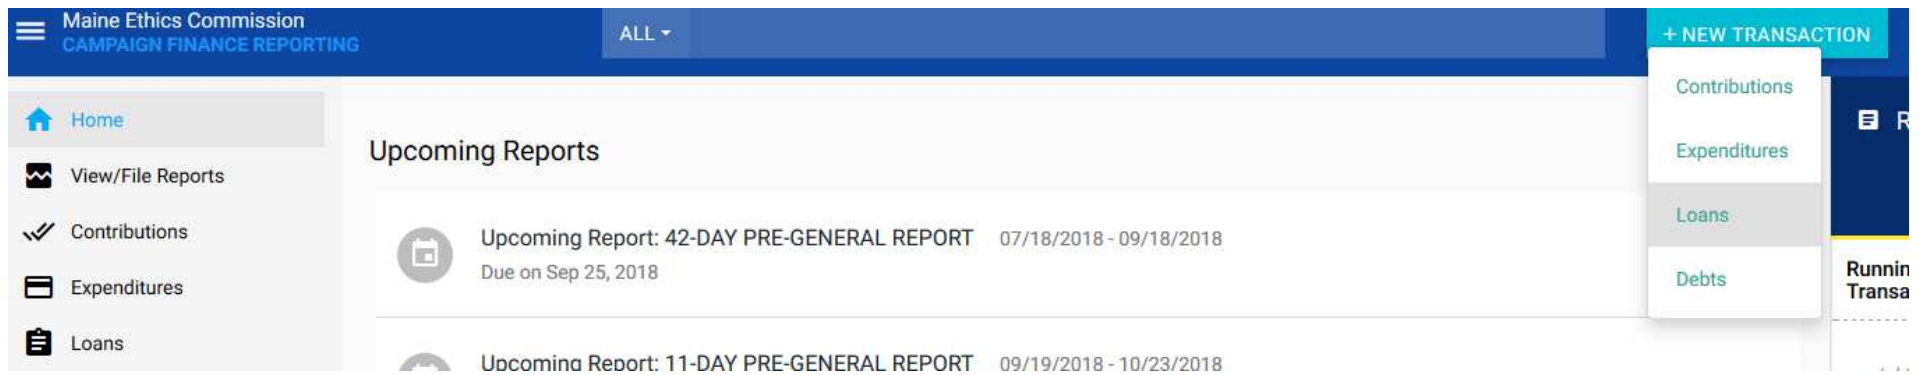 Maine Ethics Commission
CAMPAIGN FINANCE REPORTING
ALL
+ NEW TRANSACTION
Contributions
Expenditures
Loans
Debts
Home
View/File Reports
Contributions
Expenditures
Loans
Upcoming Reports
Upcoming Report: 42-DAY PRE-GENERAL REPORT 07/18/2018 - 09/18/2018
Due on Sep 25, 2018
Upcoming Report: 11-DAY PRE-GENERAL REPORT 09/19/2018 - 10/23/2018
R
Runnin
Transa